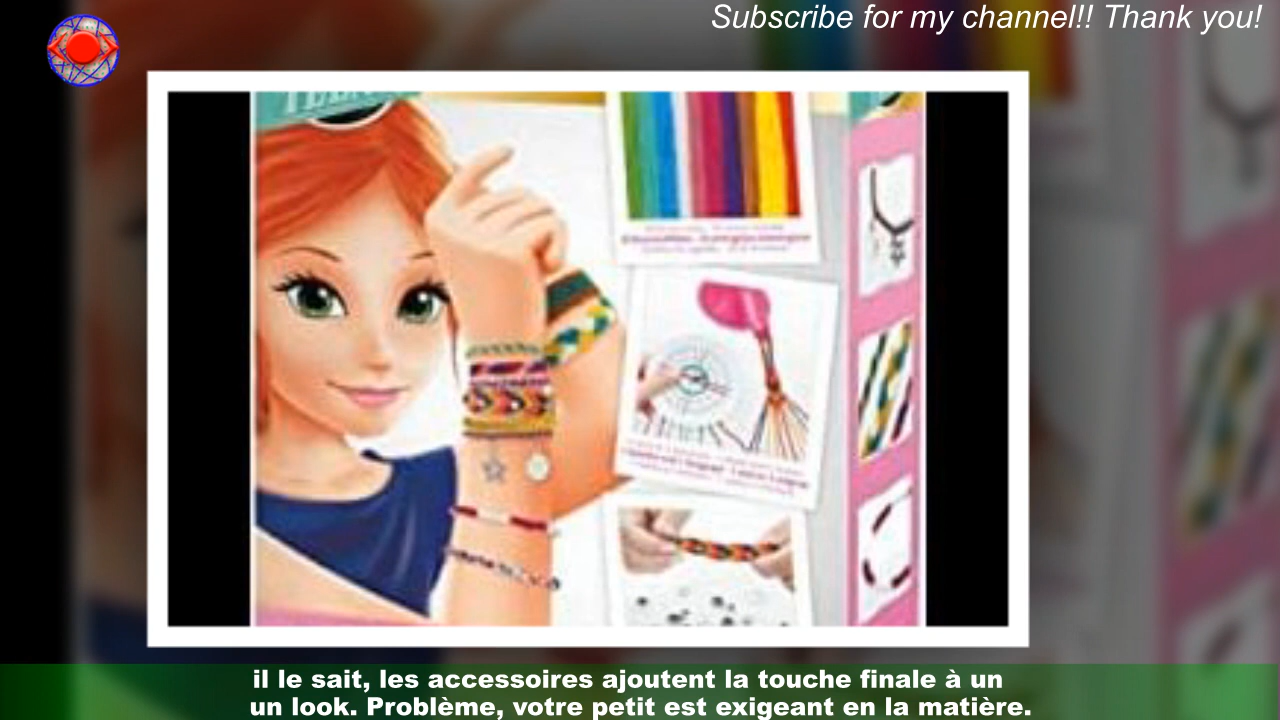 Subscribe for my channel!! Thank you!
il le sait, les accessoires ajoutent la touche finale à un
un look. Problème, votre petit est exigeant en la matière.